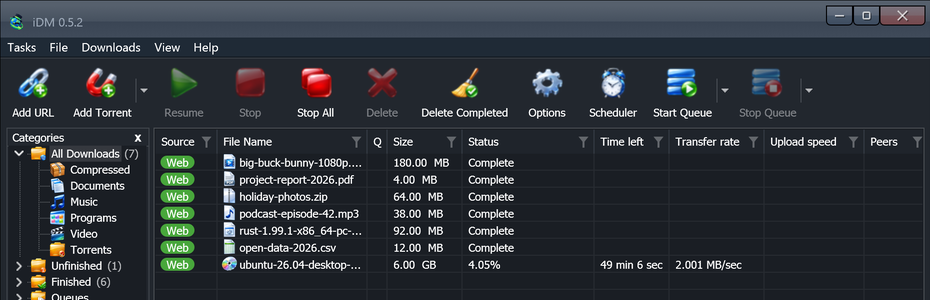 iDM 0.5.2
Tasks File Downloads View Help
Add URL Add Torrent Resume Stop Stop All Delete Delete Completed Options Scheduler Start Queue Stop Queue
Categories x
All Downloads (7)
Compressed
Documents
Music
Programs
Video
Torrents
Unfinished (1)
Finished (6)
Queues
Source File Name Q Size Status Time left Transfer rate Upload speed Peers
Web big-buck-bunny-1080p.... 180.00 MB Complete
Web project-report-2026.pdf 4.00 MB Complete
Web holiday-photos.zip 64.00 MB Complete
Web podcast-episode-42.mp3 38.00 MB Complete
Web rust-1.99.1-x86_64-pc-... 92.00 MB Complete
Web open-data-2026.csv 12.00 MB Complete
Web ubuntu-26.04-desktop-... 6.00 GB 4.05% 49 min 6 sec 2.001 MB/sec